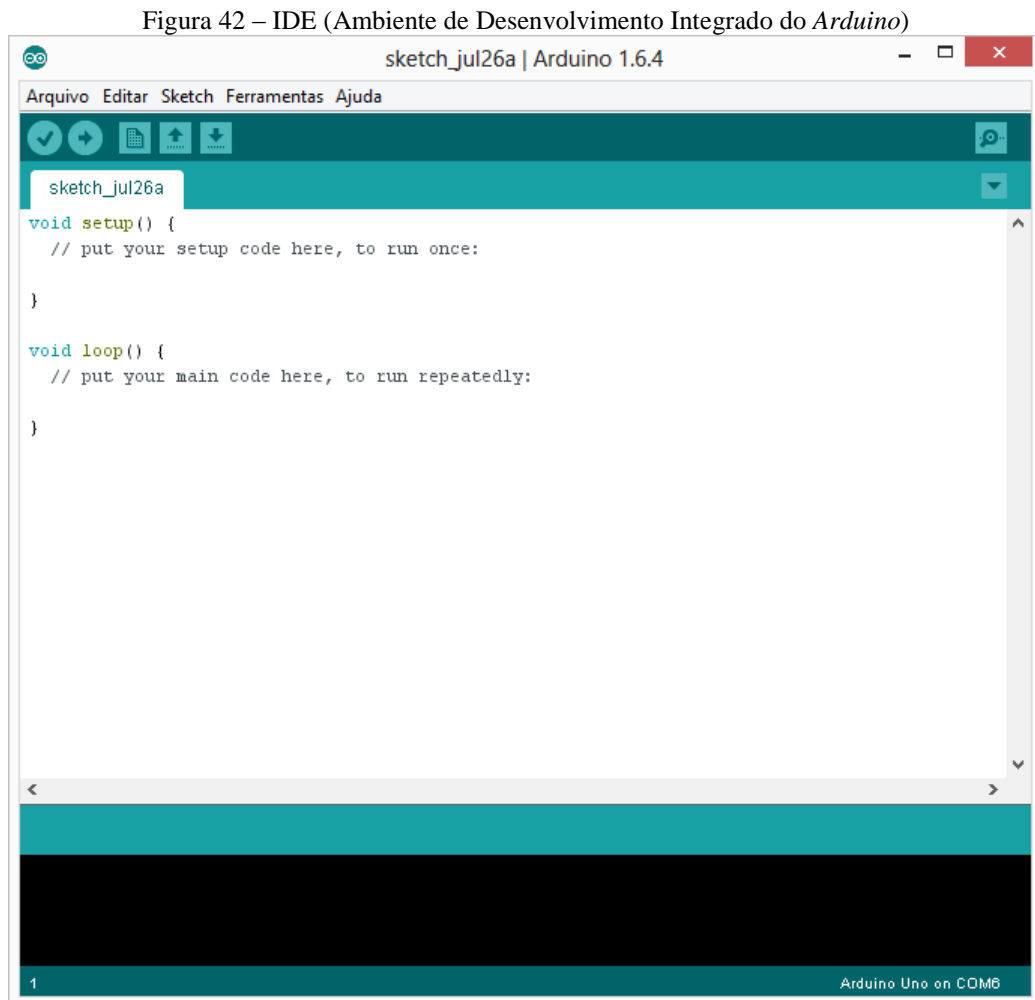 Figura 42 – IDE (Ambiente de Desenvolvimento Integrado do Arduino)
sketch_jul26a | Arduino 1.6.4
Arquivo Editar Sketch Ferramentas Ajuda
sketch_jul26a
void setup() {
  // put your setup code here, to run once:
}
void loop() {
  // put your main code here, to run repeatedly:
}
1
Arduino Uno on COM6